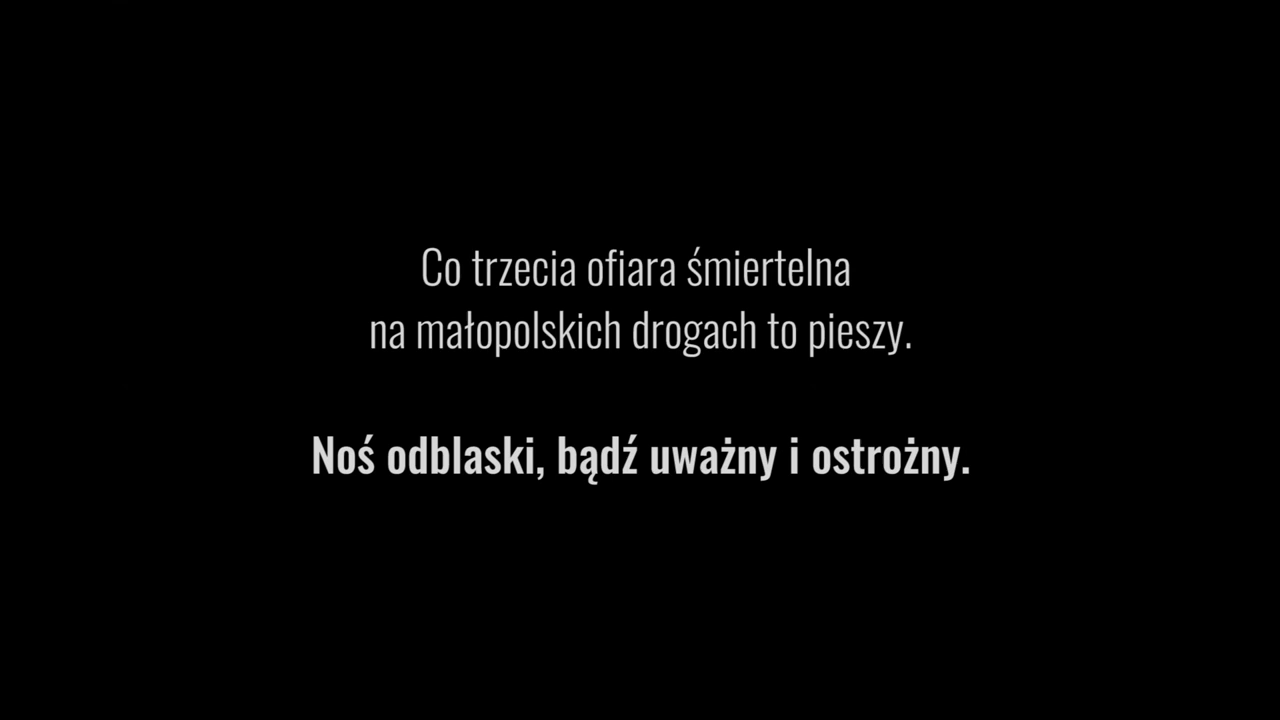 Co trzecia ofiara śmiertelna
na małopolskich drogach to pieszy.
Noś odblaski, bądź uważny i ostrożny.